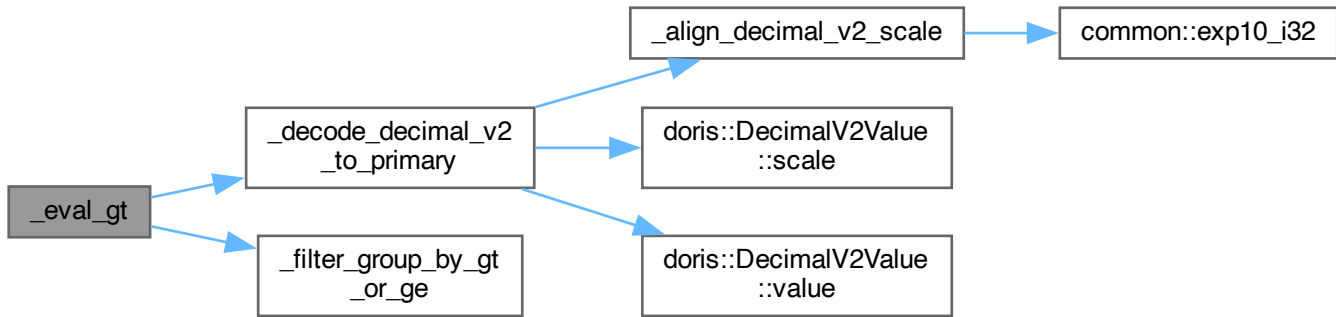 _align_decimal_v2_scale
common::exp10_i32
_decode_decimal_v2
_to_primary
doris::DecimalV2Value
::scale
_eval_gt
_filter_group_by_gt
_or_ge
doris::DecimalV2Value
::value